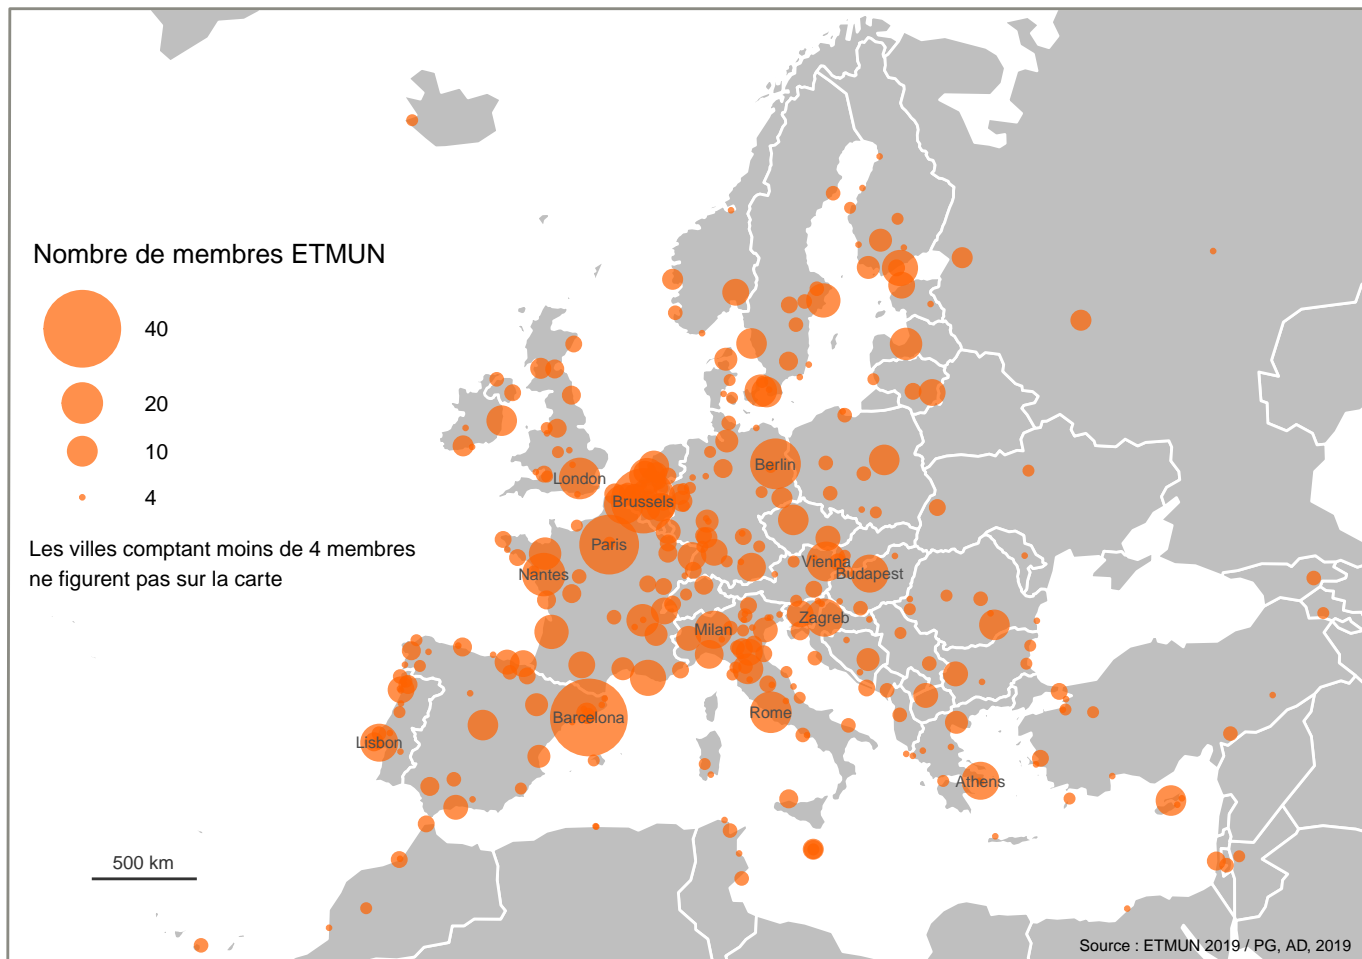 Nombre de membres ETMUN
40
20
10
4
Les villes comptant moins de 4 membres
ne figurent pas sur la carte
London
Berlin
Brussels
Paris
Nantes
Vienna
Budapest
Milan
Zagreb
Barcelona
Rome
Lisbon
Athens
500 km
Source : ETMUN 2019 / PG, AD, 2019